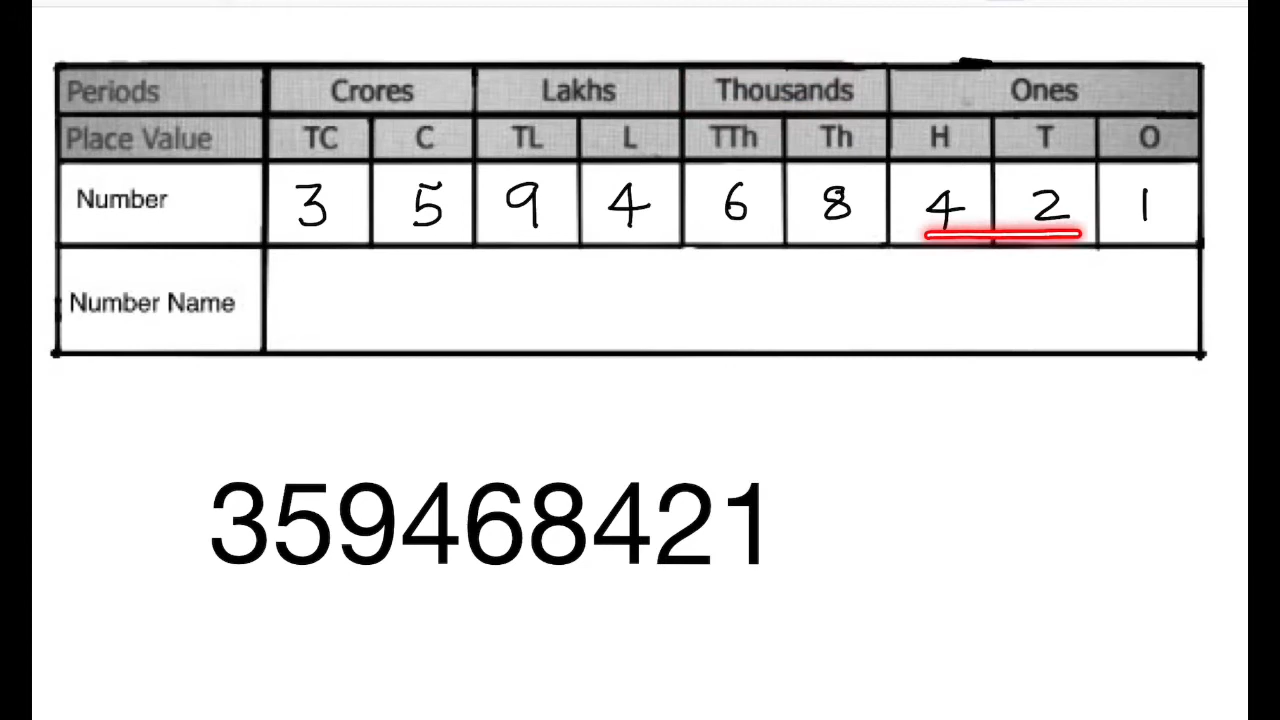 Periods Crores Lakhs Thousands Ones
Place Value TC C TL L TTh Th H T O
Number 3 5 9 4 6 8 4 2 1
Number Name
359468421